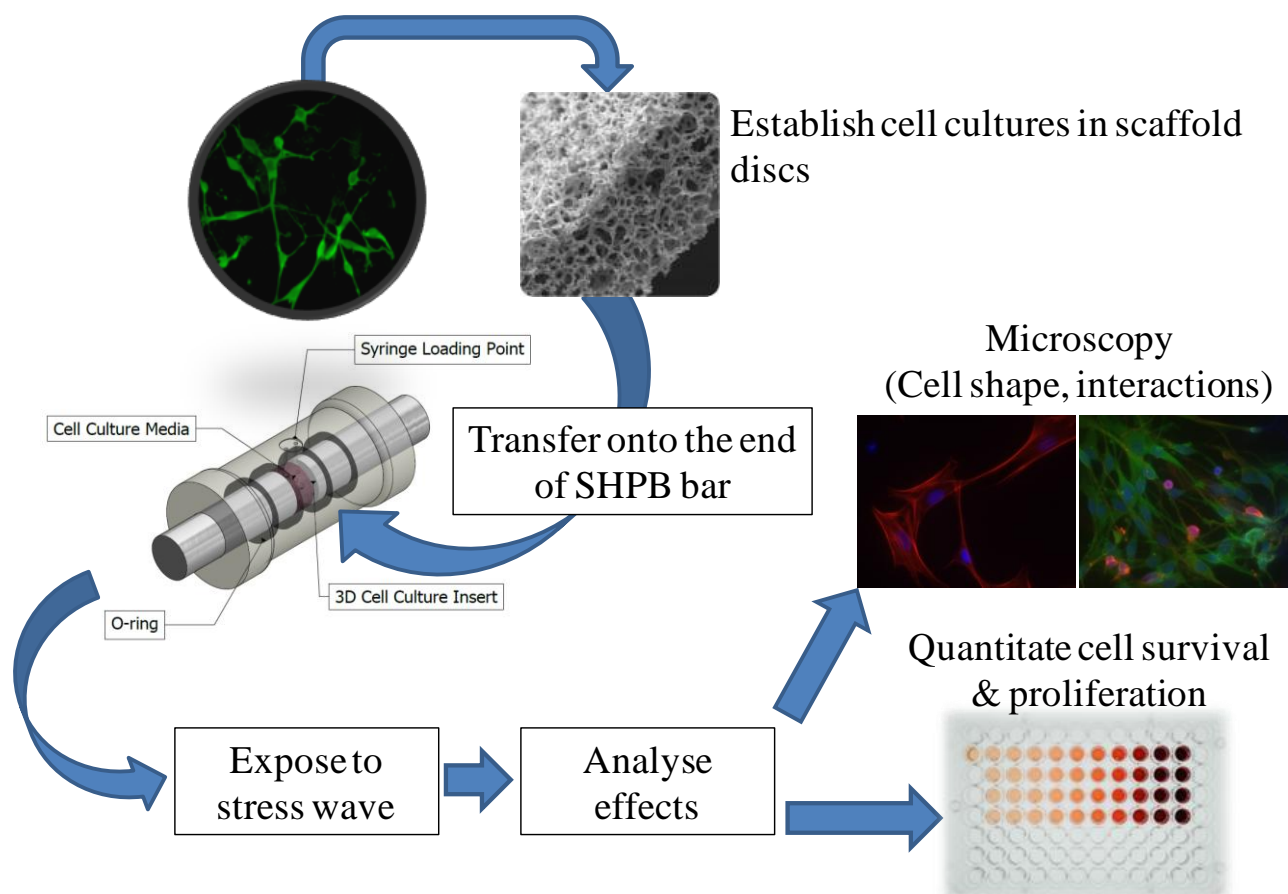 Establish cell cultures in scaffold
discs
Syringe Loading Point
Cell Culture Media
Transfer onto the end
of SHPB bar
3D Cell Culture Insert
O-ring
Microscopy
(Cell shape, interactions)
Quantitate cell survival
& proliferation
Expose to
stress wave
Analyse
effects